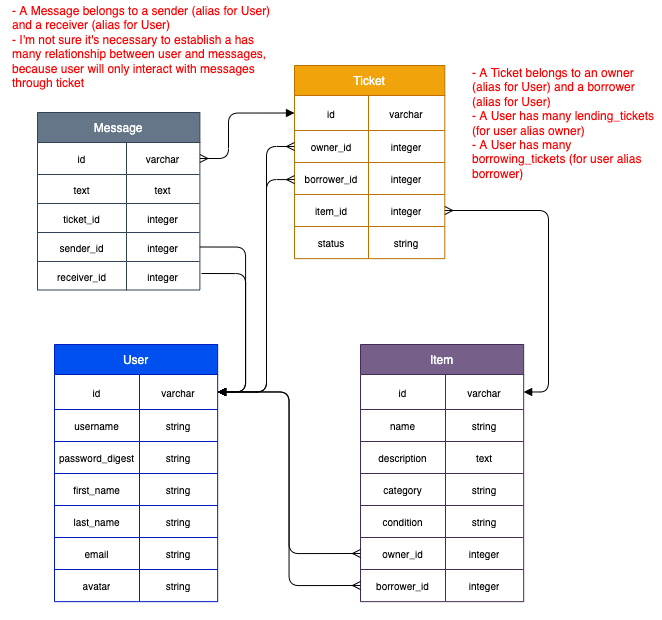 - A Message belongs to a sender (alias for User)
and a receiver (alias for User)
- I'm not sure it's necessary to establish a has
many relationship between user and messages,
because user will only interact with messages
through ticket
Ticket
id varchar
owner_id integer
borrower_id integer
item_id integer
status string
- A Ticket belongs to an owner
(alias for User) and a borrower
(alias for User)
- A User has many lending_tickets
(for user alias owner)
- A User has many
borrowing_tickets (for user alias
borrower)
Message
id varchar
text text
ticket_id integer
sender_id integer
receiver_id integer
User
id varchar
username string
password_digest string
first_name string
last_name string
email string
avatar string
Item
id varchar
name string
description text
category string
condition string
owner_id integer
borrower_id integer